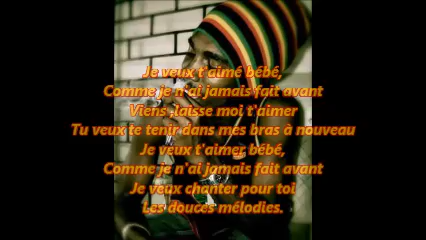 Je veux t'aimé bébé,
Comme je n'ai jamais fait avant
Viens ,laisse moi t'aimer
Tu veux te tenir dans mes bras à nouveau
Je veux t'aimer bébé,
Comme je n'ai jamais fait avant
Je veux chanter pour toi
Les douces mélodies.